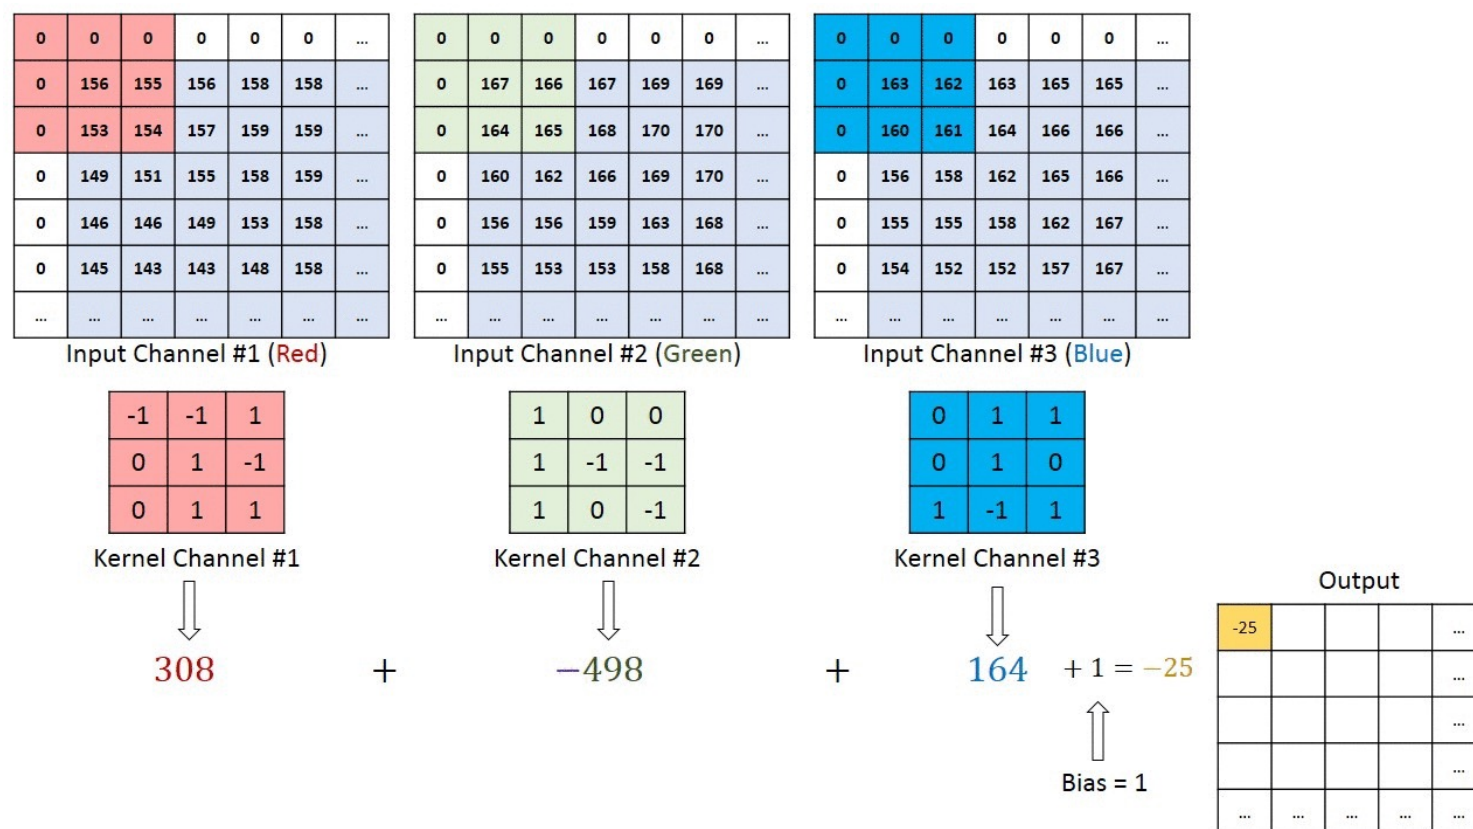 0 0 0 0 0 0 ...
0 156 155 156 158 158 ...
0 153 154 157 159 159 ...
0 149 151 155 158 159 ...
0 146 146 149 153 158 ...
0 145 143 143 148 158 ...
... ... ... ... ... ... ...
Input Channel #1 (Red)
0 0 0 0 0 0 ...
0 167 166 167 169 169 ...
0 164 165 168 170 170 ...
0 160 162 166 169 170 ...
0 156 156 159 163 168 ...
0 155 153 153 158 168 ...
... ... ... ... ... ... ...
Input Channel #2 (Green)
0 0 0 0 0 0 ...
0 163 162 163 165 165 ...
0 160 161 164 166 166 ...
0 156 158 162 165 166 ...
0 155 155 158 162 167 ...
0 154 152 152 157 167 ...
... ... ... ... ... ... ...
Input Channel #3 (Blue)
-1 -1 1
0 1 -1
0 1 1
Kernel Channel #1
1 0 0
1 -1 -1
1 0 -1
Kernel Channel #2
0 1 1
0 1 0
1 -1 1
Kernel Channel #3
308 + −498 + 164 + 1 = −25
Bias = 1
Output
-25 ...
...
...
...
... ... ... ... ...